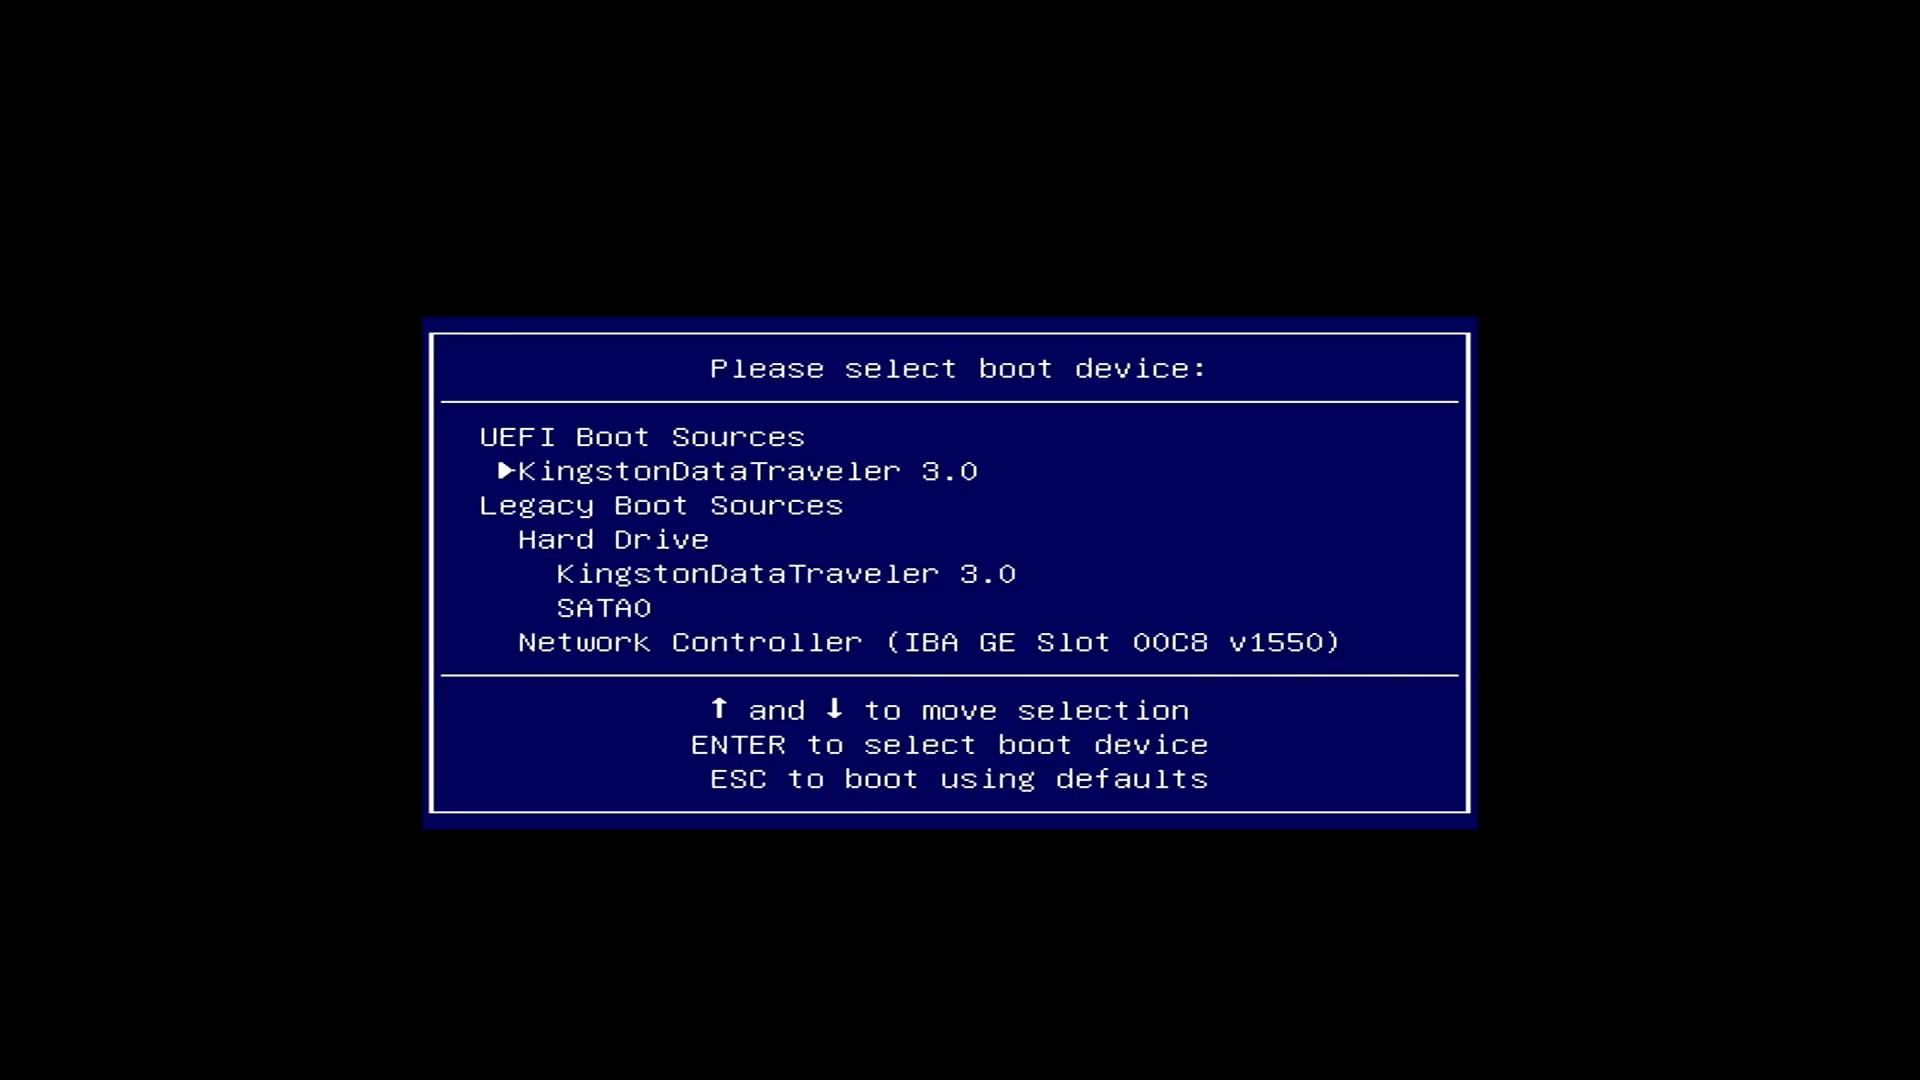 Please select boot device:
UEFI Boot Sources
▶KingstonDataTraveler 3.0
Legacy Boot Sources
Hard Drive
KingstonDataTraveler 3.0
SATA0
Network Controller (IBA GE Slot 00C8 v1550)
↑ and ↓ to move selection
ENTER to select boot device
ESC to boot using defaults